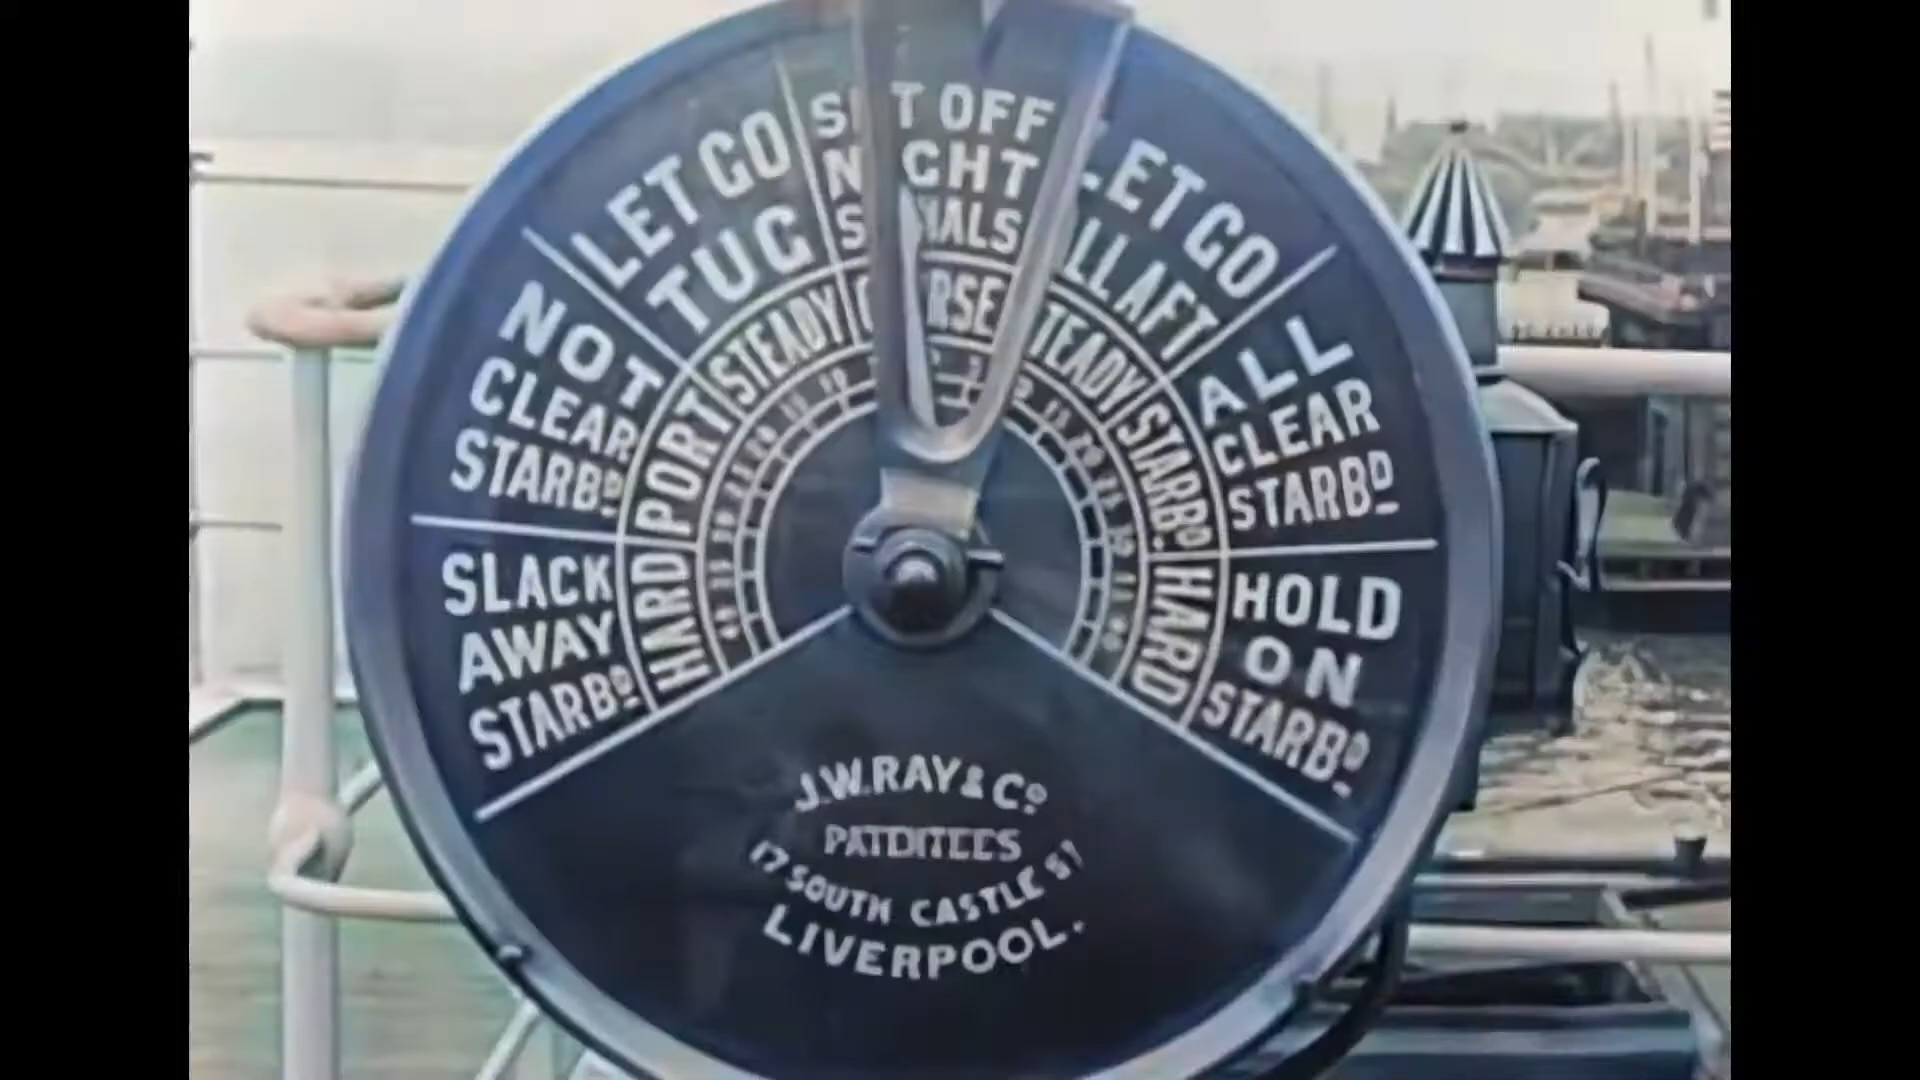 LET GO
TUG
OFF
LET GO
ALL AFT
NOT
CLEAR
STARBD
ALL
CLEAR
STARBD
SLACK
AWAY
STARBD
HOLD
ON
STARBD
HARD PORT STEADY
STEADY STARBD HARD
J.W.RAY & Co
17 SOUTH CASTLE ST
LIVERPOOL.